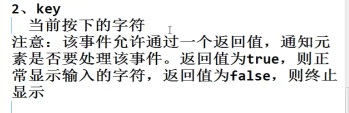 2、key
当前按下的字符
注意：该事件允许通过一个返回值，通知元
素是否要处理该事件。返回值为true，则正
常显示输入的字符，返回值为false，则终止
显示